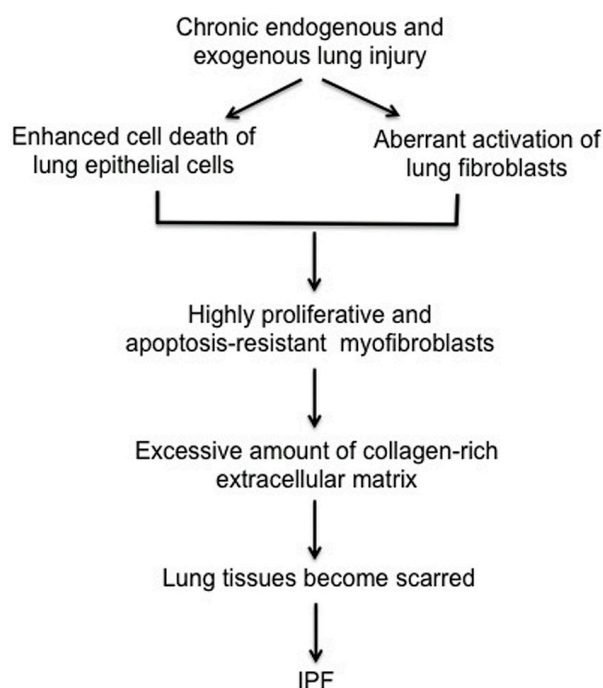 Chronic endogenous and
exogenous lung injury
Enhanced cell death of
lung epithelial cells
Aberrant activation of
lung fibroblasts
Highly proliferative and
apoptosis-resistant myofibroblasts
Excessive amount of collagen-rich
extracellular matrix
Lung tissues become scarred
IPF